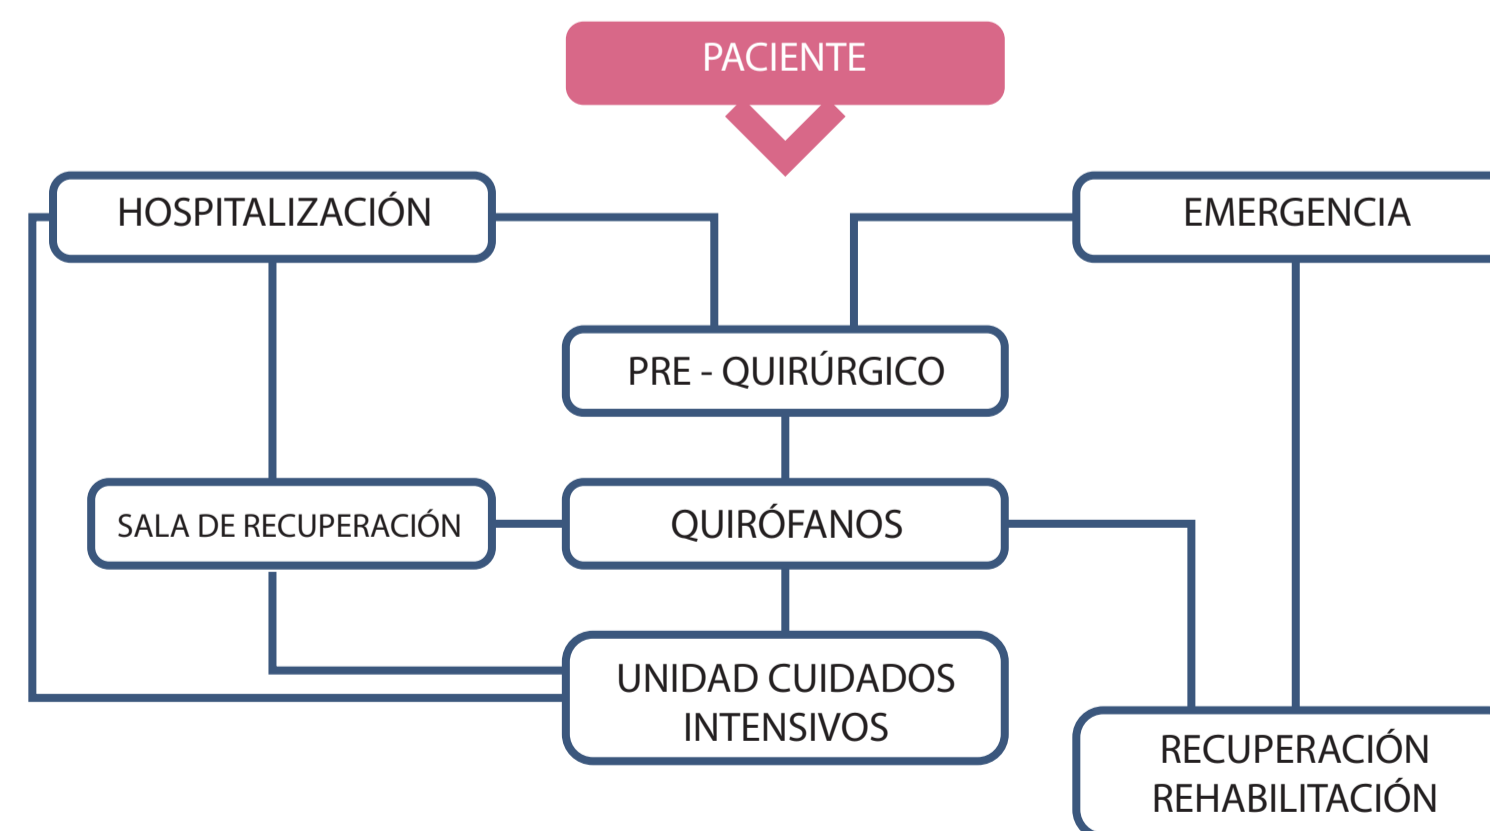 PACIENTE
HOSPITALIZACIÓN
EMERGENCIA
PRE - QUIRÚRGICO
SALA DE RECUPERACIÓN
QUIRÓFANOS
UNIDAD CUIDADOS
INTENSIVOS
RECUPERACIÓN
REHABILITACIÓN